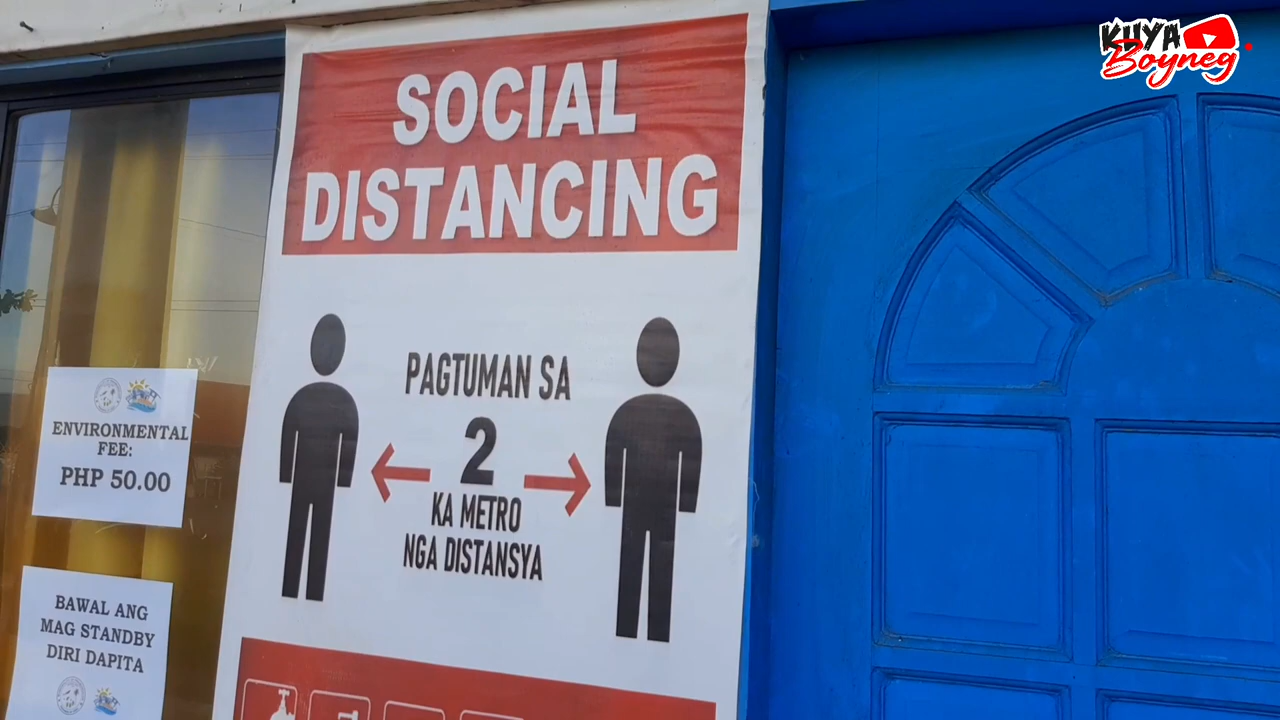 KUYA
Boyneg
SOCIAL
DISTANCING
PAGTUMAN SA
2
KA METRO
NGA DISTANSYA
ENVIRONMENTAL
FEE:
PHP 50.00
BAWAL ANG
MAG STANDBY
DIRI DAPITA